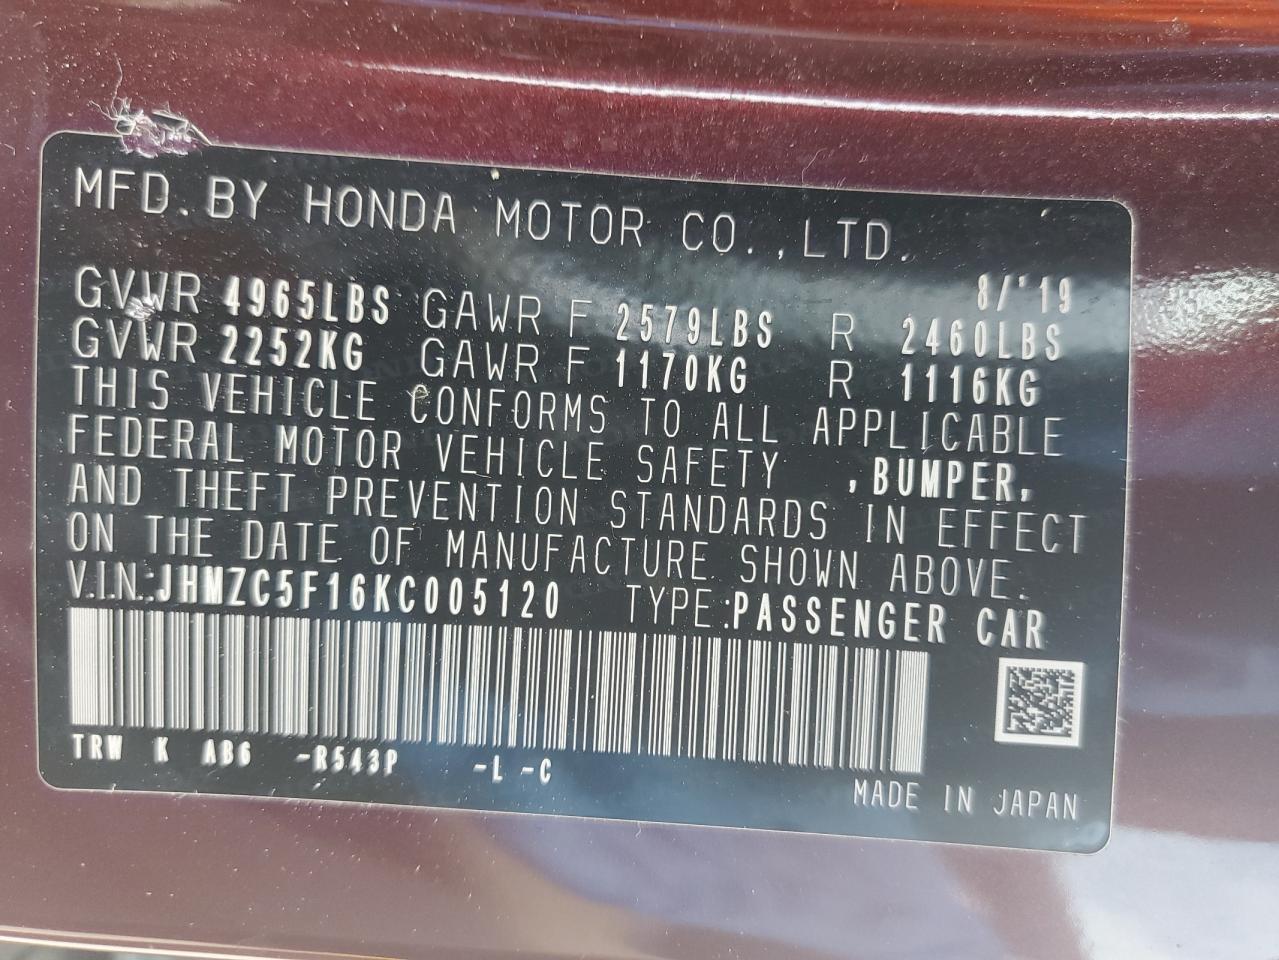 MFD. BY HONDA MOTOR CO.,LTD.
8/'19
GVWR 4965LBS GAWR F 2579LBS R 2460LBS
GVWR 2252KG GAWR F 1170KG R 1116KG
THIS VEHICLE CONFORMS TO ALL APPLICABLE
FEDERAL MOTOR VEHICLE SAFETY ,BUMPER,
AND THEFT PREVENTION STANDARDS IN EFFECT
ON THE DATE OF MANUFACTURE SHOWN ABOVE.
V.I.N.:JHMZC5F16KC005120 TYPE:PASSENGER CAR
TRW K AB6 -R543P -L -C
MADE IN JAPAN